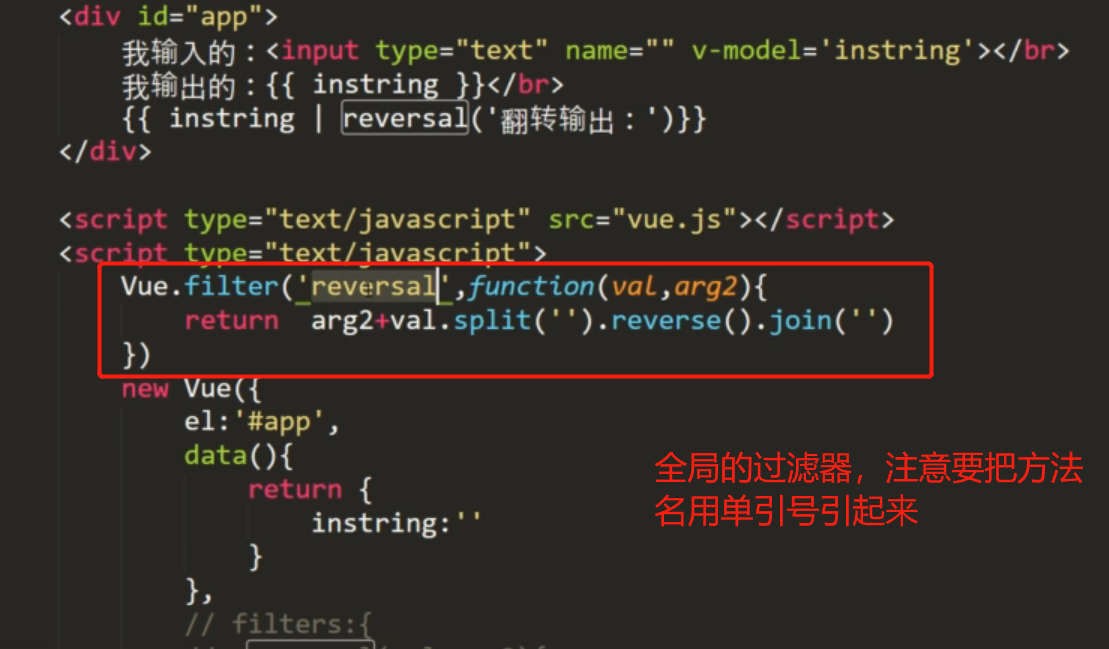 <div id="app">
我输入的：<input type="text" name="" v-model='instring'></br>
我输出的：{{ instring }}</br>
{{ instring | reversal('翻转输出：')}}
</div>
<script type="text/javascript" src="vue.js"></script>
<script type="text/javascript">
Vue.filter('reversal',function(val,arg2){
return  arg2+val.split('').reverse().join('')
})
new Vue({
el:'#app',
data(){
return {
instring:''
}
},
全局的过滤器，注意要把方法
名用单引号引起来
// filters:{